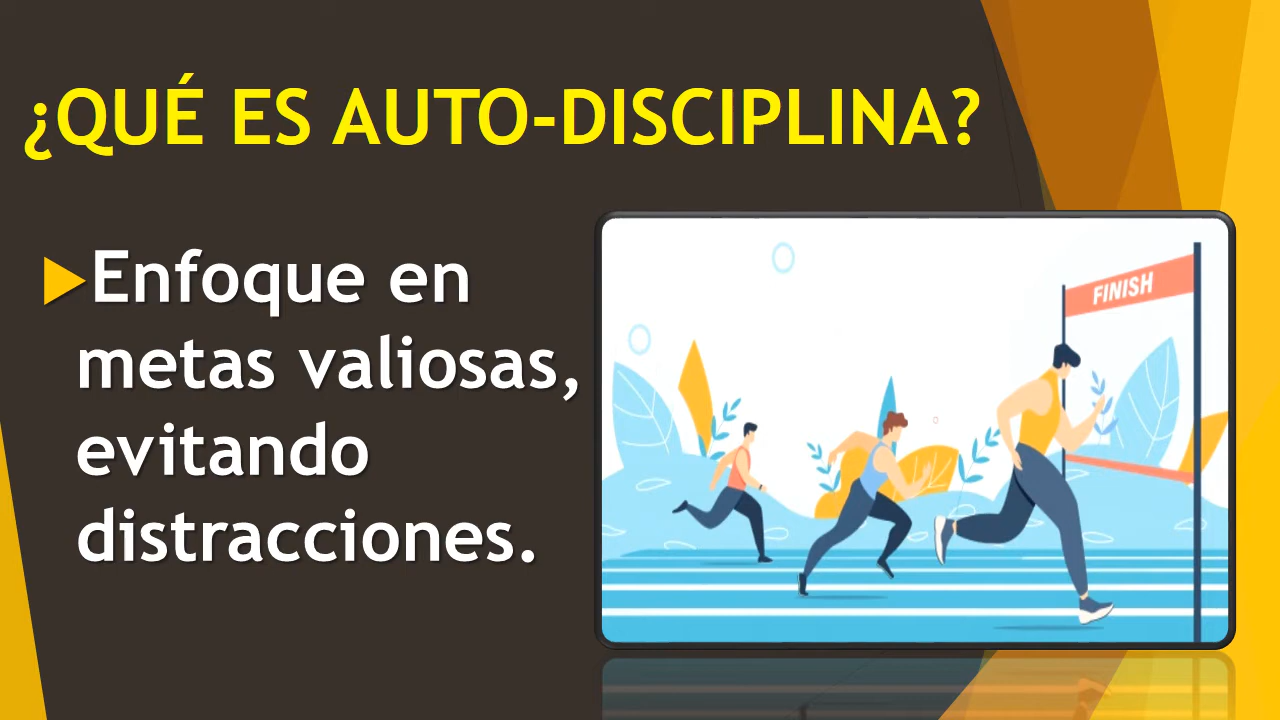 ¿QUÉ ES AUTO-DISCIPLINA?
Enfoque en
metas valiosas,
evitando
distracciones.
FINISH